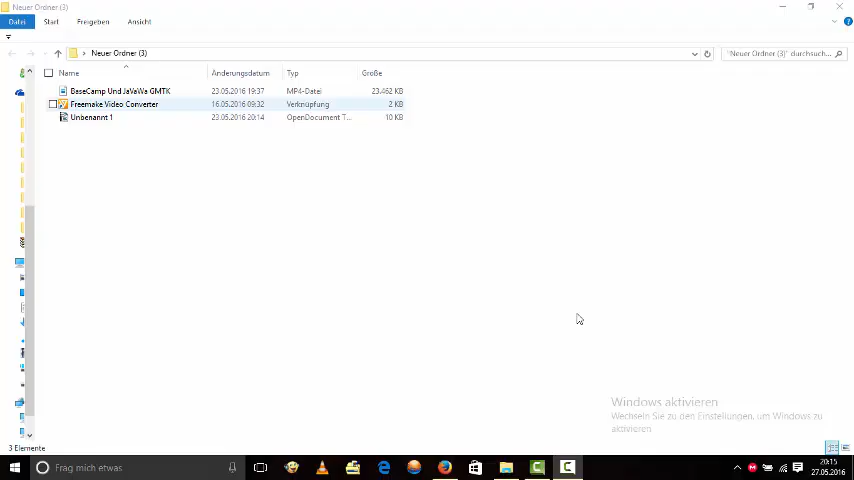 Neuer Ordner (3)
Datei Start Freigeben Ansicht
Neuer Ordner (3) "Neuer Ordner (3)" durchsuch...
Name Änderungsdatum Typ Größe
BaseCamp Und JaVaWa GMTK 23.05.2016 19:37 MP4-Datei 23.462 KB
Freemake Video Converter 16.05.2016 09:32 Verknüpfung 2 KB
Unbenannt 1 23.05.2016 20:14 OpenDocument T... 10 KB
Windows aktivieren
Wechseln Sie zu den Einstellungen, um Windows zu
aktivieren
3 Elemente
Frag mich etwas
20:15
27.05.2016